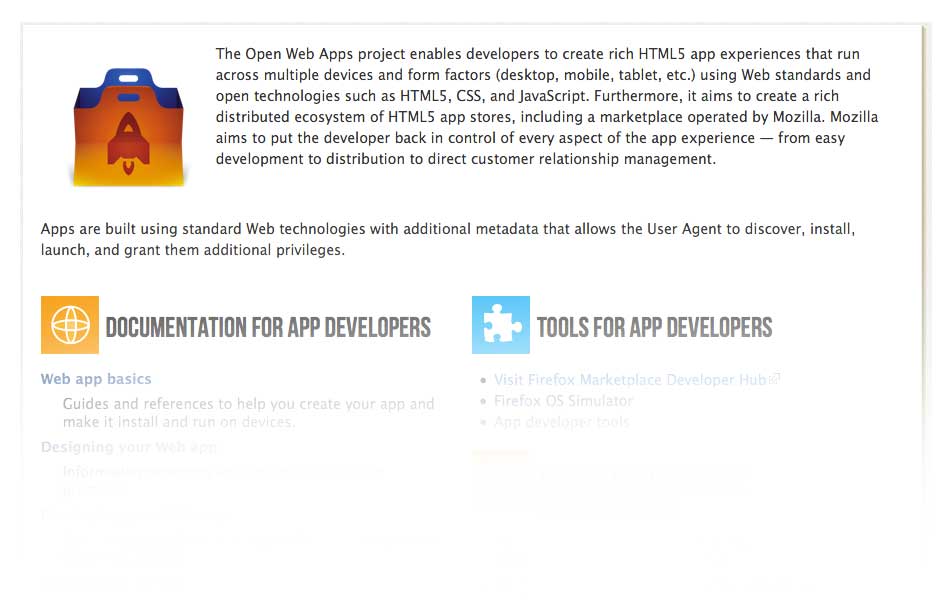 The Open Web Apps project enables developers to create rich HTML5 app experiences that run
across multiple devices and form factors (desktop, mobile, tablet, etc.) using Web standards and
open technologies such as HTML5, CSS, and JavaScript. Furthermore, it aims to create a rich
distributed ecosystem of HTML5 app stores, including a marketplace operated by Mozilla. Mozilla
aims to put the developer back in control of every aspect of the app experience — from easy
development to distribution to direct customer relationship management.
Apps are built using standard Web technologies with additional metadata that allows the User Agent to discover, install,
launch, and grant them additional privileges.
DOCUMENTATION FOR APP DEVELOPERS
Web app basics
Guides and references to help you create your app and
make it install and run on devices.
Designing your Web app
TOOLS FOR APP DEVELOPERS
Visit Firefox Marketplace Developer Hub
Firefox OS Simulator
App developer tools